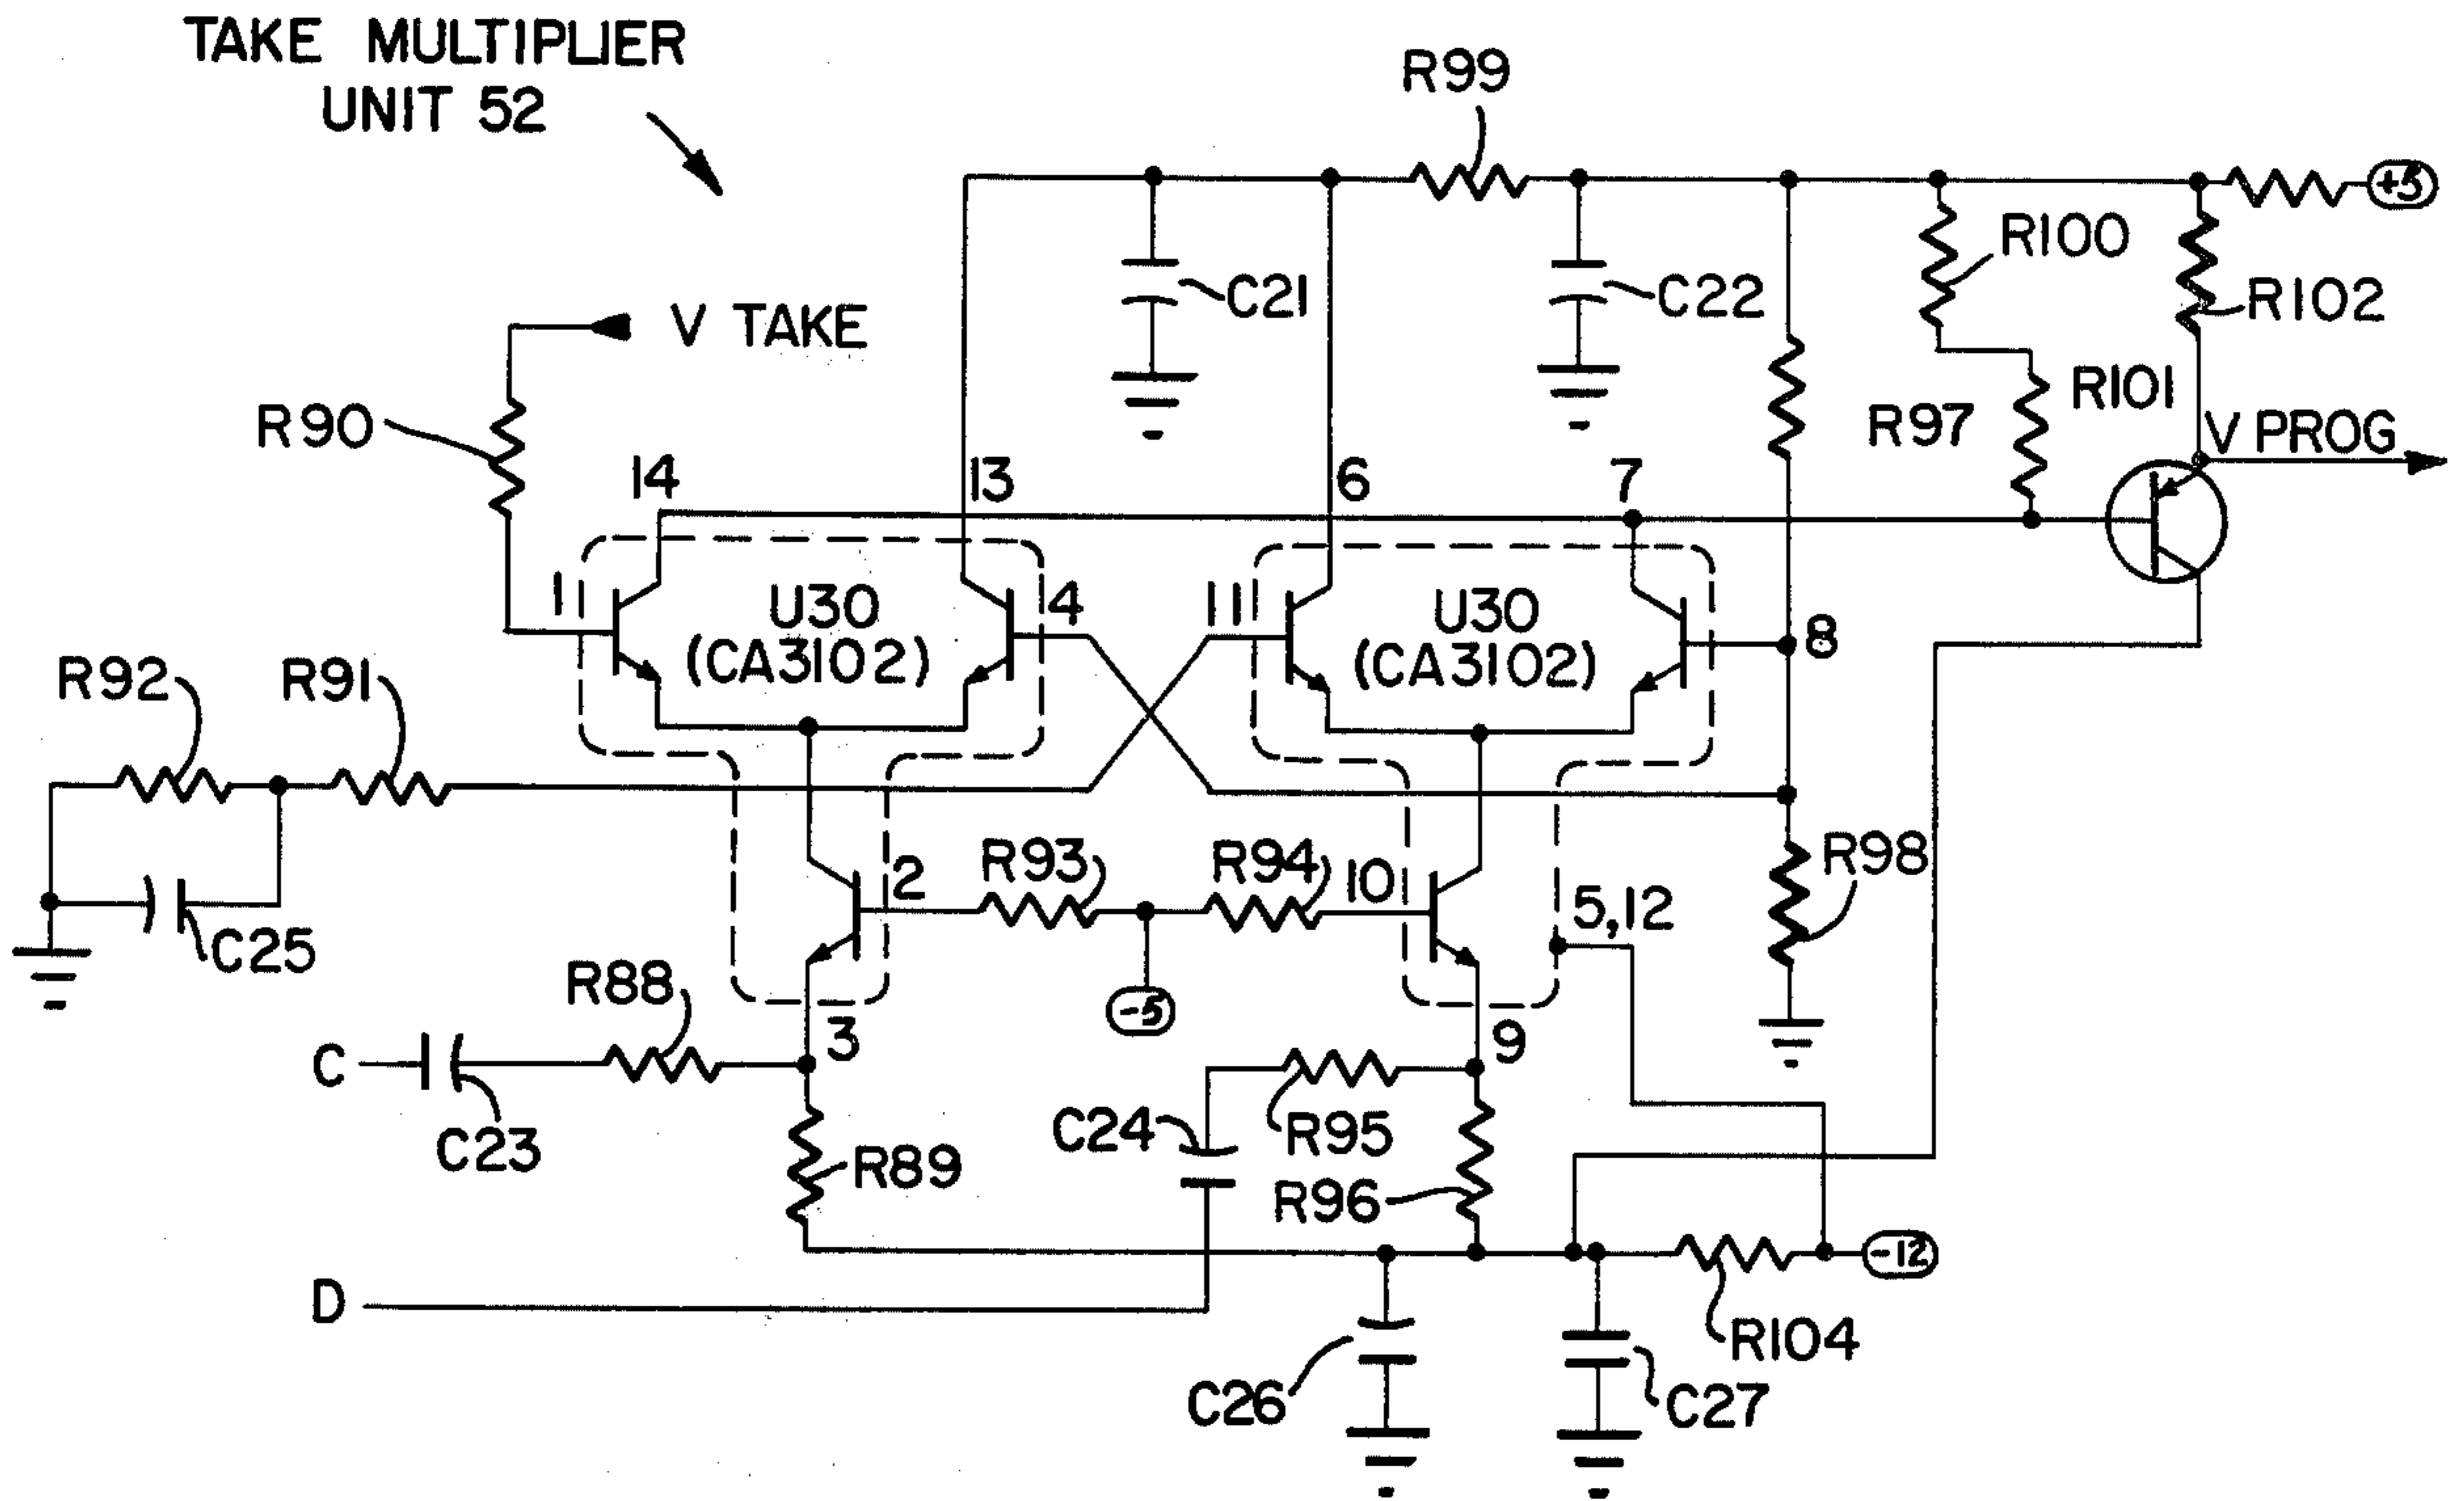 TAKE MULTIPLIER
UNIT 52
R99
+5
R100
R102
C21
C22
V TAKE
R90
R101
R97
V PROG
14
13
6
7
1
U30
(CA3102)
4
11
U30
(CA3102)
8
R92
R91
R93
R94
2
10
5,12
R98
C25
R88
-5
3
9
C
C23
C24
R95
R89
R96
-12
D
R104
C26
C27